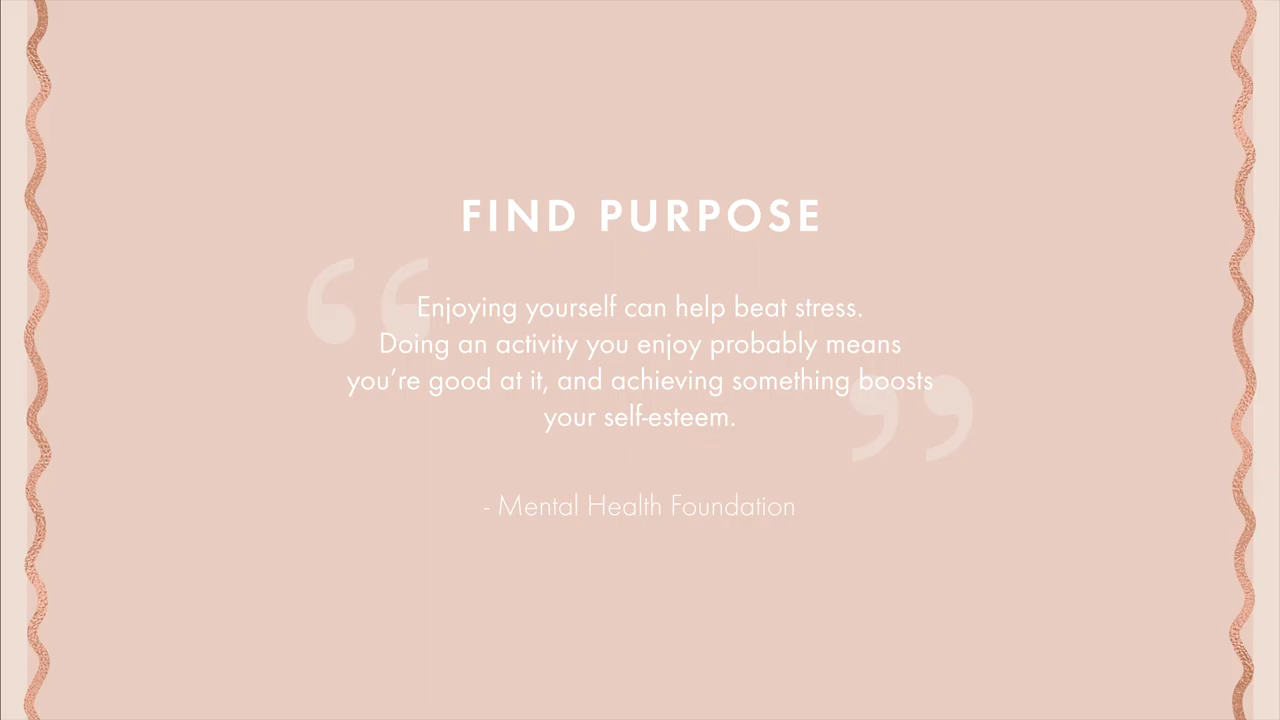 FIND PURPOSE
“
Enjoying yourself can help beat stress.
Doing an activity you enjoy probably means
you’re good at it, and achieving something boosts
your self-esteem.
”
- Mental Health Foundation